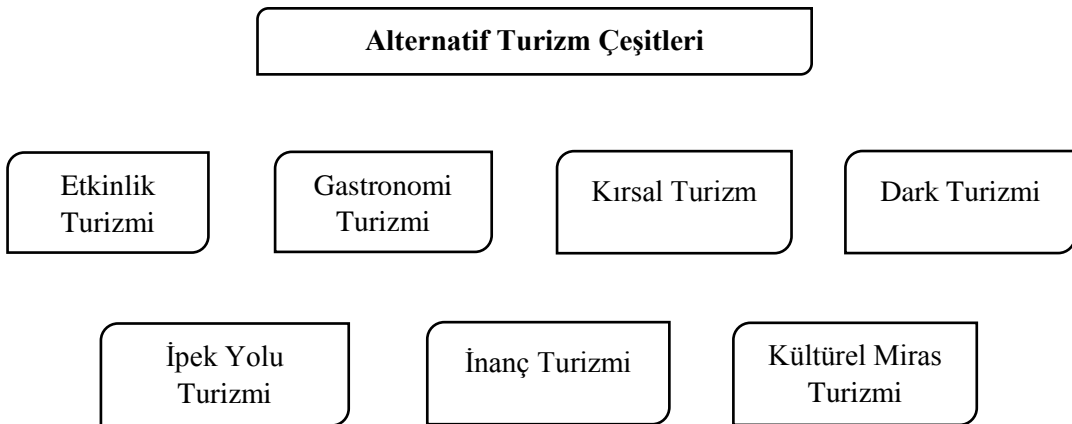 Alternatif Turizm Çeşitleri
Etkinlik
Turizmi
Gastronomi
Turizmi
Kırsal Turizm
Dark Turizmi
İpek Yolu
Turizmi
İnanç Turizmi
Kültürel Miras
Turizmi